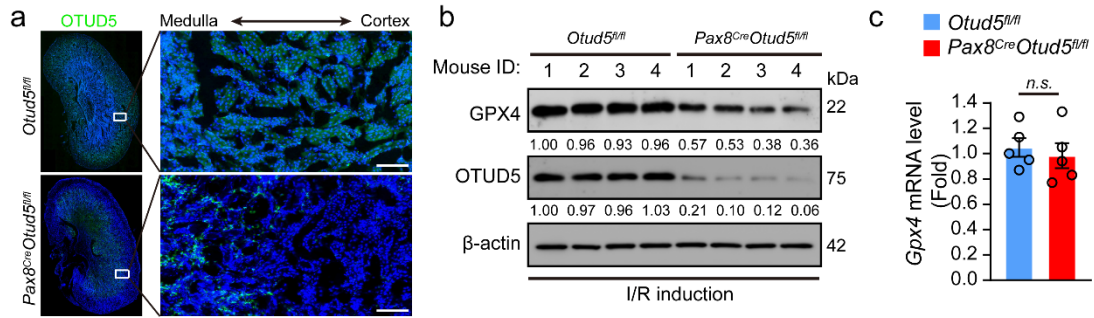 a
OTUD5
Medulla
Cortex
Otud5fl/fl
Pax8CreOtud5fl/fl
b
Otud5fl/fl
Pax8CreOtud5fl/fl
Mouse ID: 1 2 3 4 1 2 3 4 kDa
GPX4 22
1.00 0.96 0.93 0.96 0.57 0.53 0.38 0.36
OTUD5 75
1.00 0.97 0.96 1.03 0.21 0.10 0.12 0.06
β-actin 42
I/R induction
c
Otud5fl/fl
Pax8CreOtud5fl/fl
n.s.
Gpx4 mRNA level
(Fold)
1.4
1.2
1.0
0.8
0.6
0.4
0.2
0.0